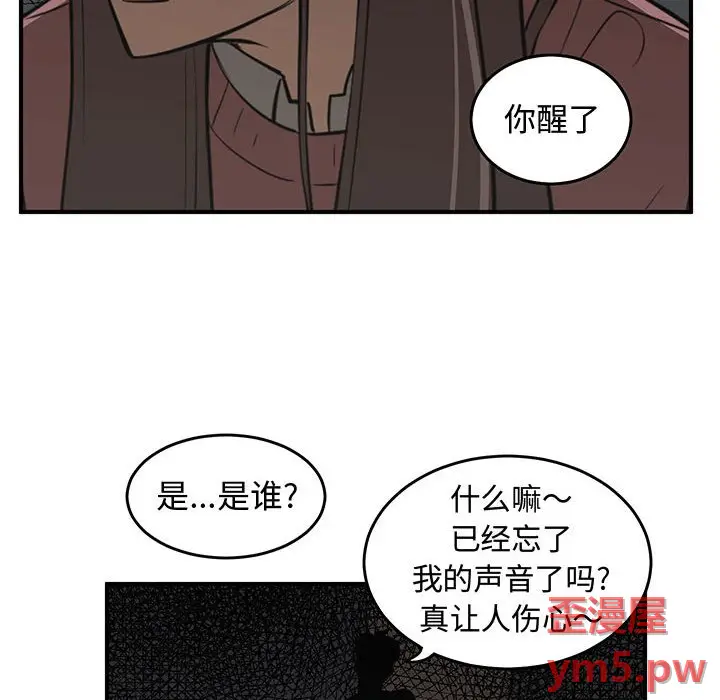 你醒了
是...是谁?
什么嘛～
已经忘了
我的声音了吗?
真让人伤心～
歪漫屋
ym5.pw